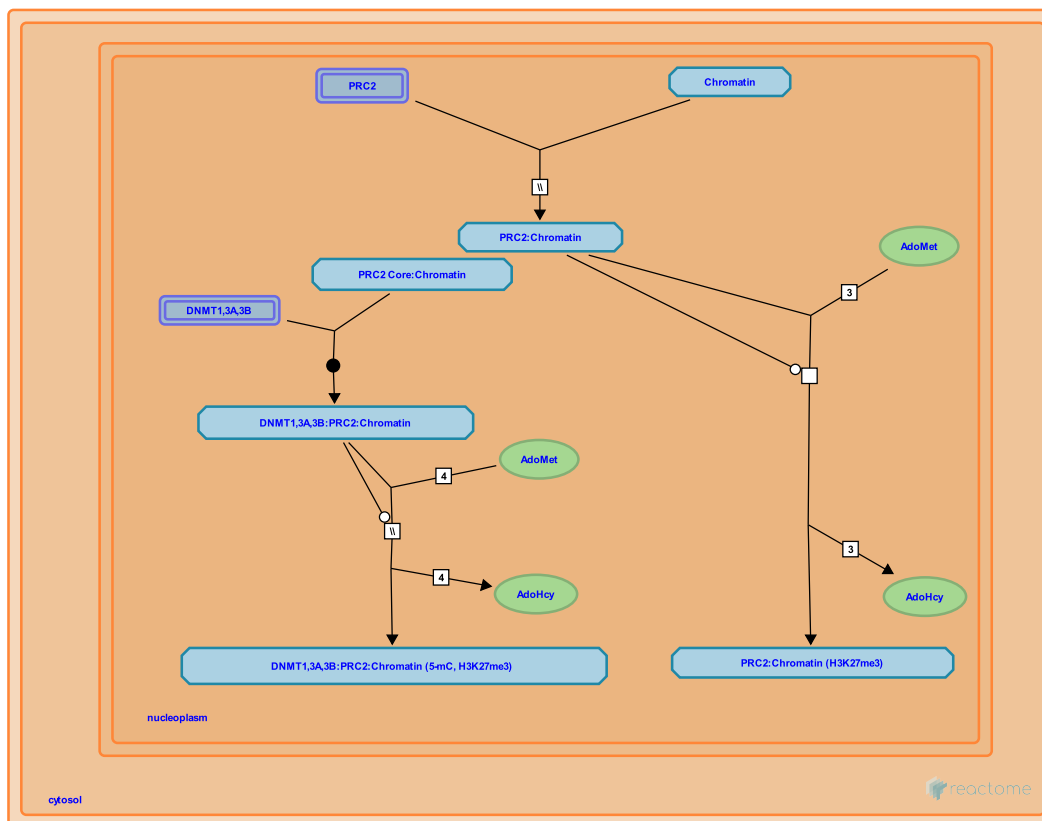 PRC2
Chromatin
\\
PRC2:Chromatin
AdoMet
PRC2 Core:Chromatin
3
DNMT1,3A,3B
DNMT1,3A,3B:PRC2:Chromatin
AdoMet
4
\\
3
4
AdoHcy
AdoHcy
DNMT1,3A,3B:PRC2:Chromatin (5-mC, H3K27me3)
PRC2:Chromatin (H3K27me3)
nucleoplasm
reactome
cytosol